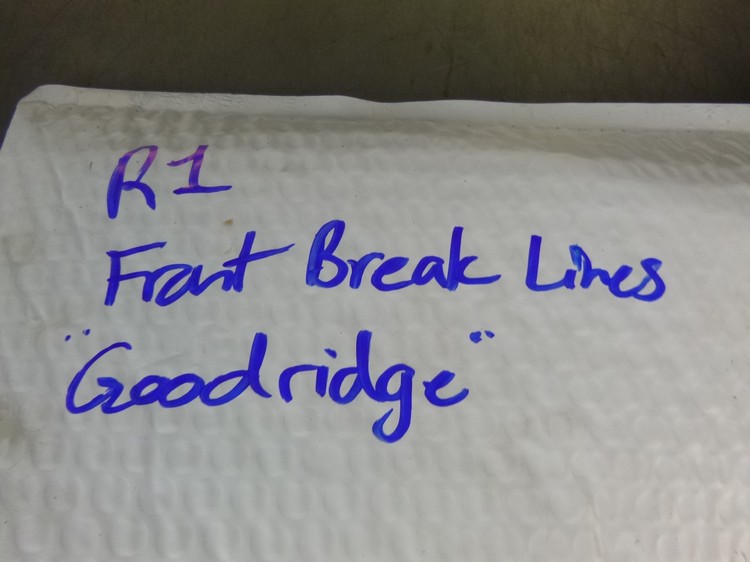 R1
Front Break Lines
"Goodridge"